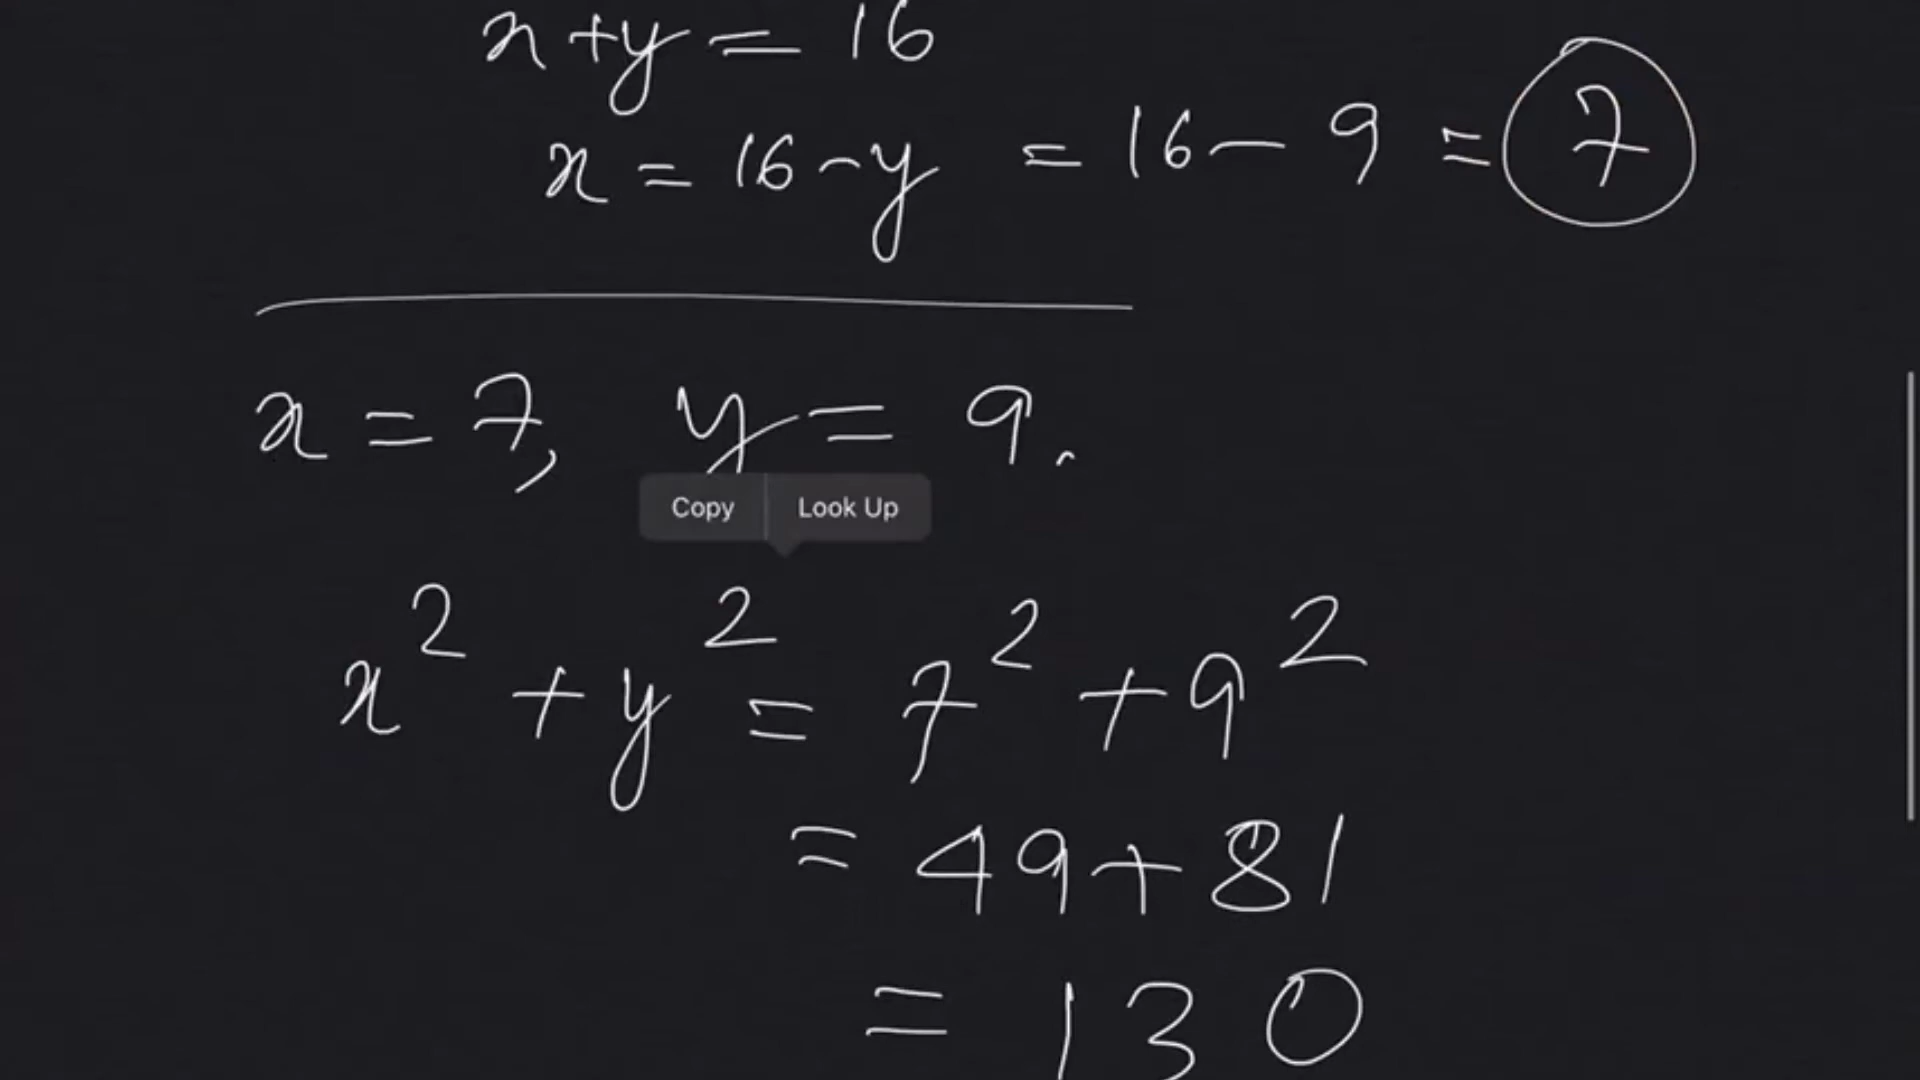 x+y = 16
x = 16-y = 16- 9 = 7
x = 7, y = 9.
Copy Look Up
x² + y² = 7² + 9²
= 49+81
= 130